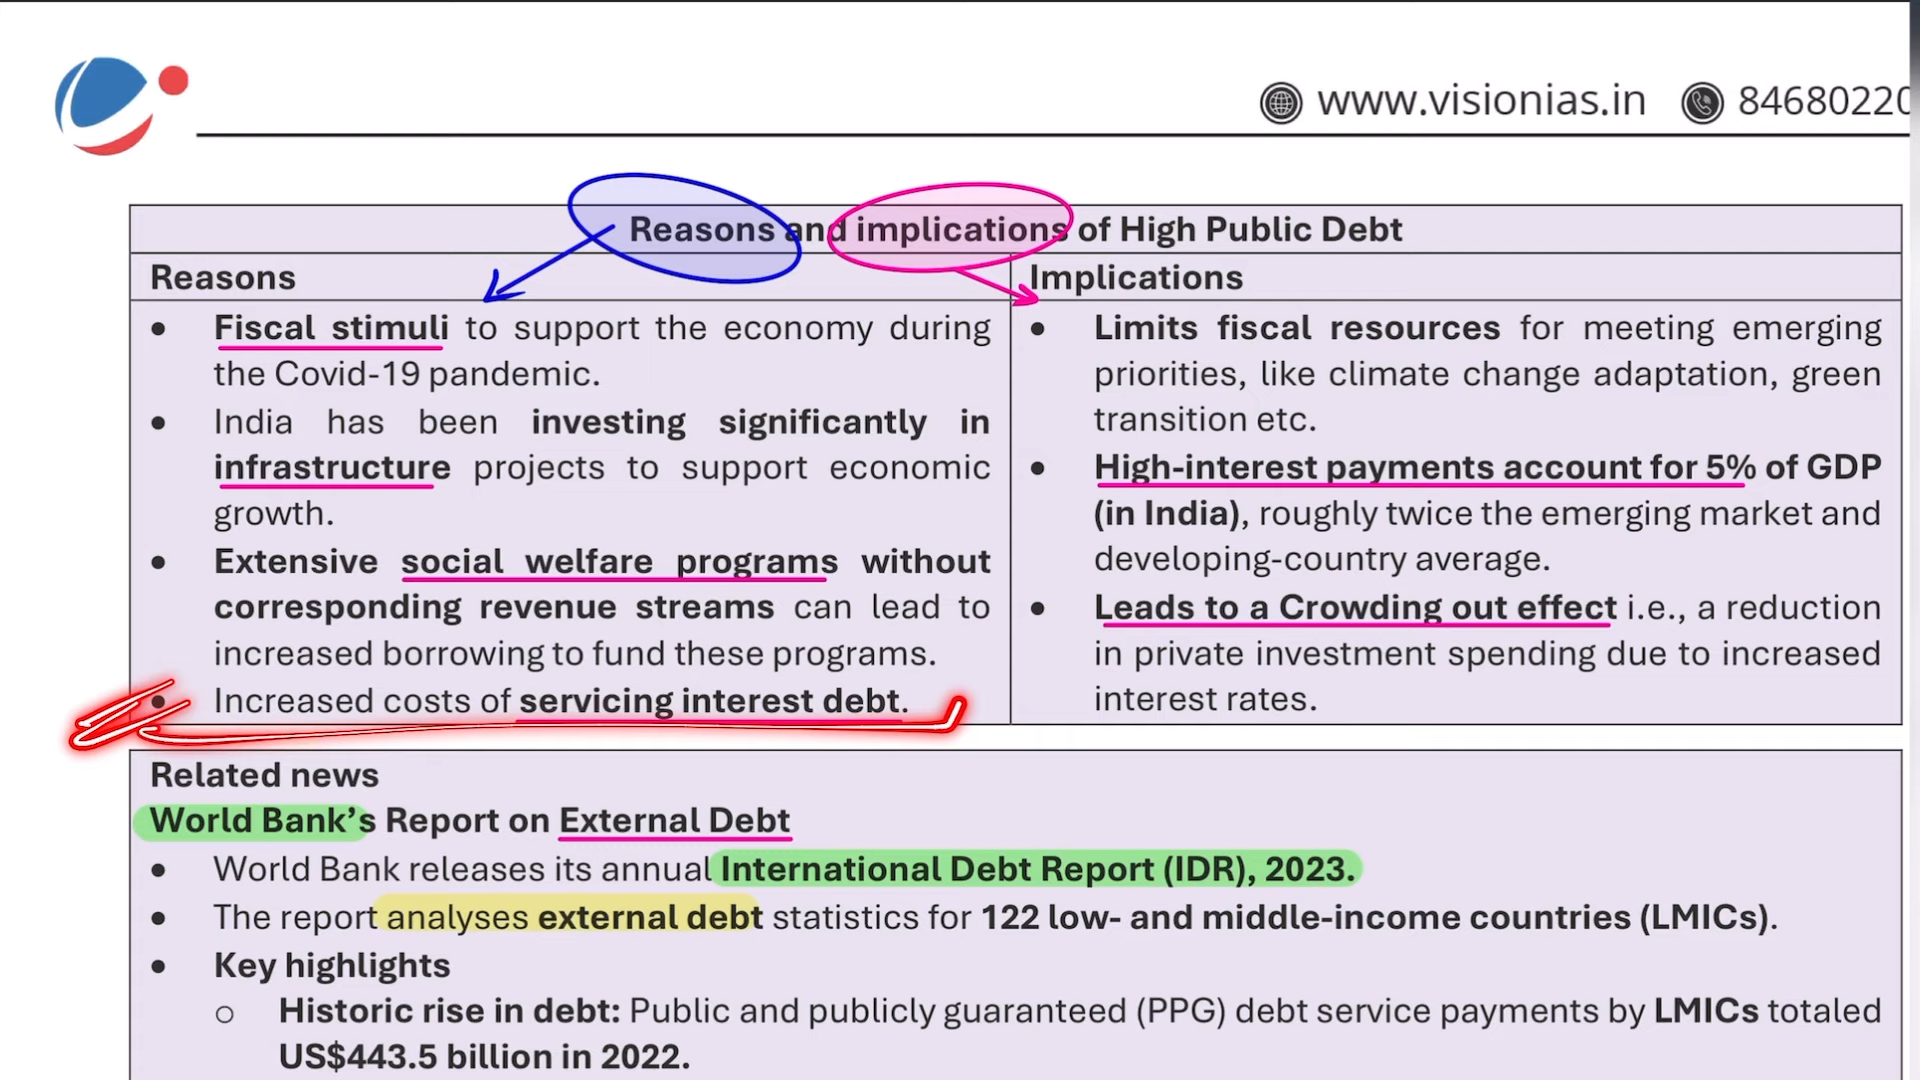 www.visionias.in 84680220
Reasons and implications of High Public Debt
Reasons
• Fiscal stimuli to support the economy during
the Covid-19 pandemic.
• India has been investing significantly in
infrastructure projects to support economic
growth.
• Extensive social welfare programs without
corresponding revenue streams can lead to
increased borrowing to fund these programs.
• Increased costs of servicing interest debt.
Implications
• Limits fiscal resources for meeting emerging
priorities, like climate change adaptation, green
transition etc.
• High-interest payments account for 5% of GDP
(in India), roughly twice the emerging market and
developing-country average.
• Leads to a Crowding out effect i.e., a reduction
in private investment spending due to increased
interest rates.
Related news
World Bank’s Report on External Debt
• World Bank releases its annual International Debt Report (IDR), 2023.
• The report analyses external debt statistics for 122 low- and middle-income countries (LMICs).
• Key highlights
○ Historic rise in debt: Public and publicly guaranteed (PPG) debt service payments by LMICs totaled
US$443.5 billion in 2022.